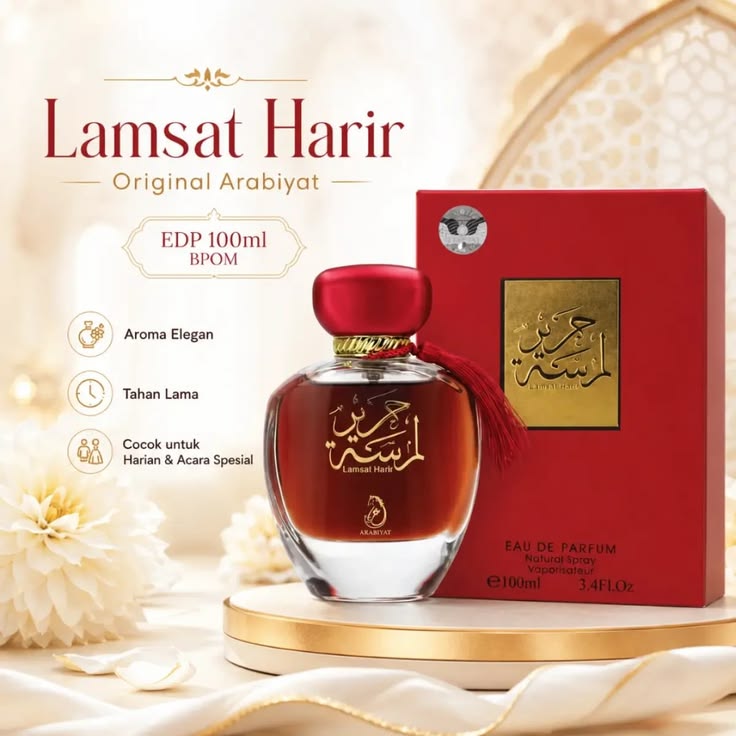 Lamsat Harir
Original Arabiyat
EDP 100ml
BPOM
Aroma Elegan
Tahan Lama
Cocok untuk
Harian & Acara Spesial
حرير
لمسة
Lamsat Harir
ARABIYAT
حرير
لمسة
Lamsat Harir
EAU DE PARFUM
Natural Spray
Vaporisateur
℮100ml 3.4Fl.Oz